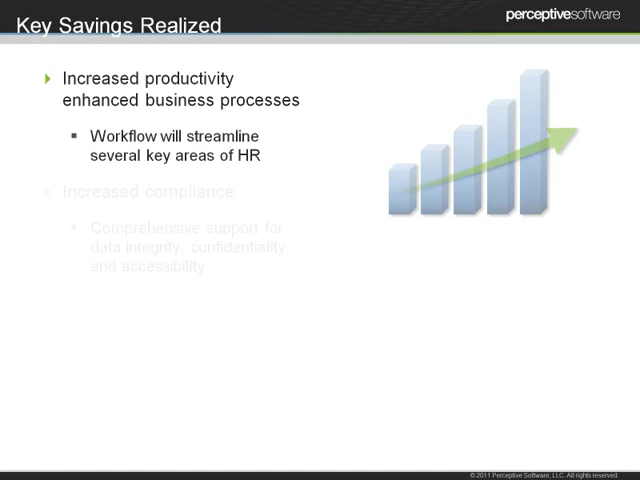 Key Savings Realized
perceptivesoftware
Increased productivity
enhanced business processes
Workflow will streamline
several key areas of HR
Increased compliance
Comprehensive support for
data integrity, confidentiality
and accessibility
© 2011 Perceptive Software, LLC. All rights reserved.